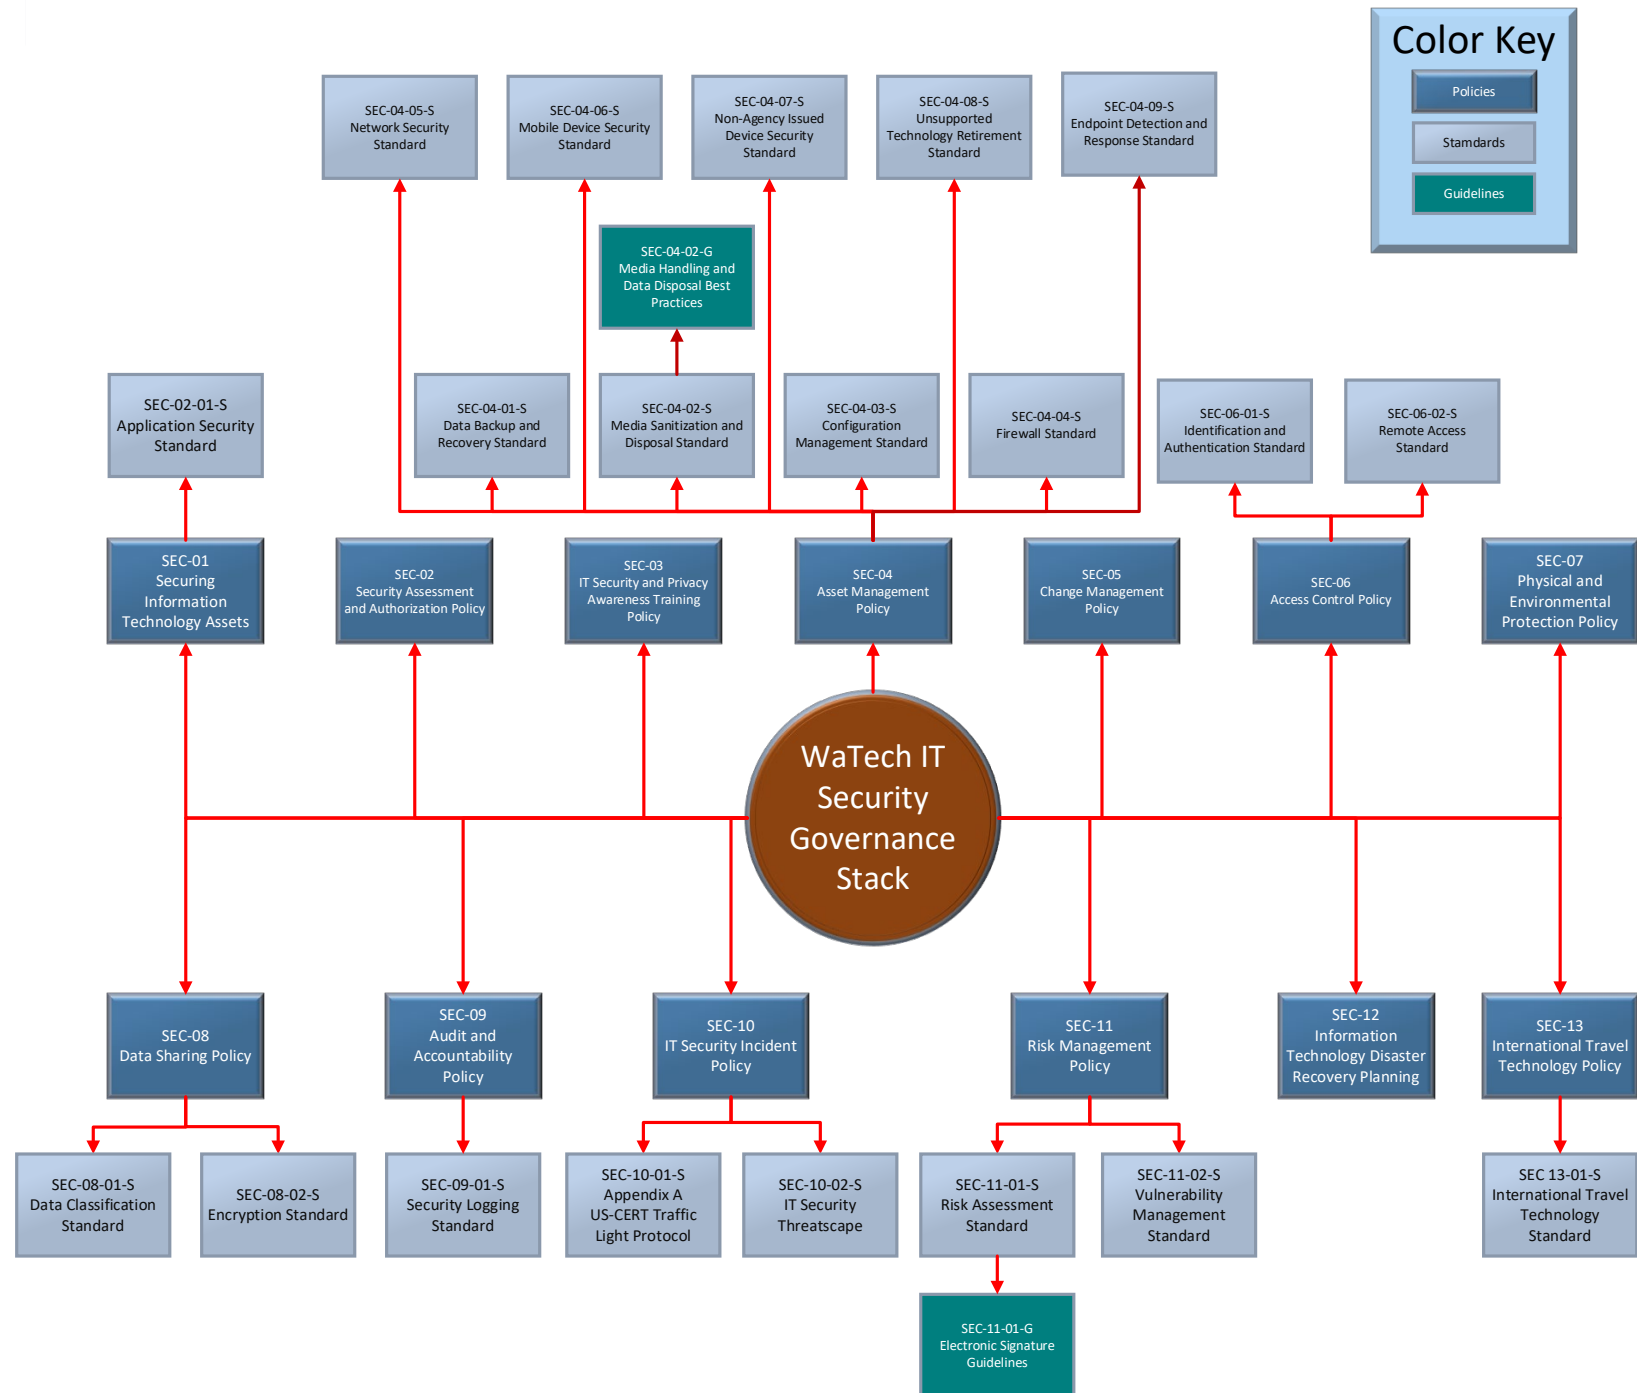 Color Key
Policies
Stamdards
Guidelines
SEC-04-05-S
Network Security
Standard
SEC-04-06-S
Mobile Device Security
Standard
SEC-04-07-S
Non-Agency Issued
Device Security
Standard
SEC-04-08-S
Unsupported
Technology Retirement
Standard
SEC-04-09-S
Endpoint Detection and
Response Standard
SEC-04-02-G
Media Handling and
Data Disposal Best
Practices
SEC-02-01-S
Application Security
Standard
SEC-04-01-S
Data Backup and
Recovery Standard
SEC-04-02-S
Media Sanitization and
Disposal Standard
SEC-04-03-S
Configuration
Management Standard
SEC-04-04-S
Firewall Standard
SEC-06-01-S
Identification and
Authentication Standard
SEC-06-02-S
Remote Access
Standard
SEC-01
Securing
Information
Technology Assets
SEC-02
Security Assessment
and Authorization Policy
SEC-03
IT Security and Privacy
Awareness Training
Policy
SEC-04
Asset Management
Policy
SEC-05
Change Management
Policy
SEC-06
Access Control Policy
SEC-07
Physical and
Environmental
Protection Policy
WaTech IT
Security
Governance
Stack
SEC-08
Data Sharing Policy
SEC-09
Audit and
Accountability
Policy
SEC-10
IT Security Incident
Policy
SEC-11
Risk Management
Policy
SEC-12
Information
Technology Disaster
Recovery Planning
SEC-13
International Travel
Technology Policy
SEC-08-01-S
Data Classification
Standard
SEC-08-02-S
Encryption Standard
SEC-09-01-S
Security Logging
Standard
SEC-10-01-S
Appendix A
US-CERT Traffic
Light Protocol
SEC-10-02-S
IT Security
Threatscape
SEC-11-01-S
Risk Assessment
Standard
SEC-11-02-S
Vulnerability
Management
Standard
SEC 13-01-S
International Travel
Technology
Standard
SEC-11-01-G
Electronic Signature
Guidelines